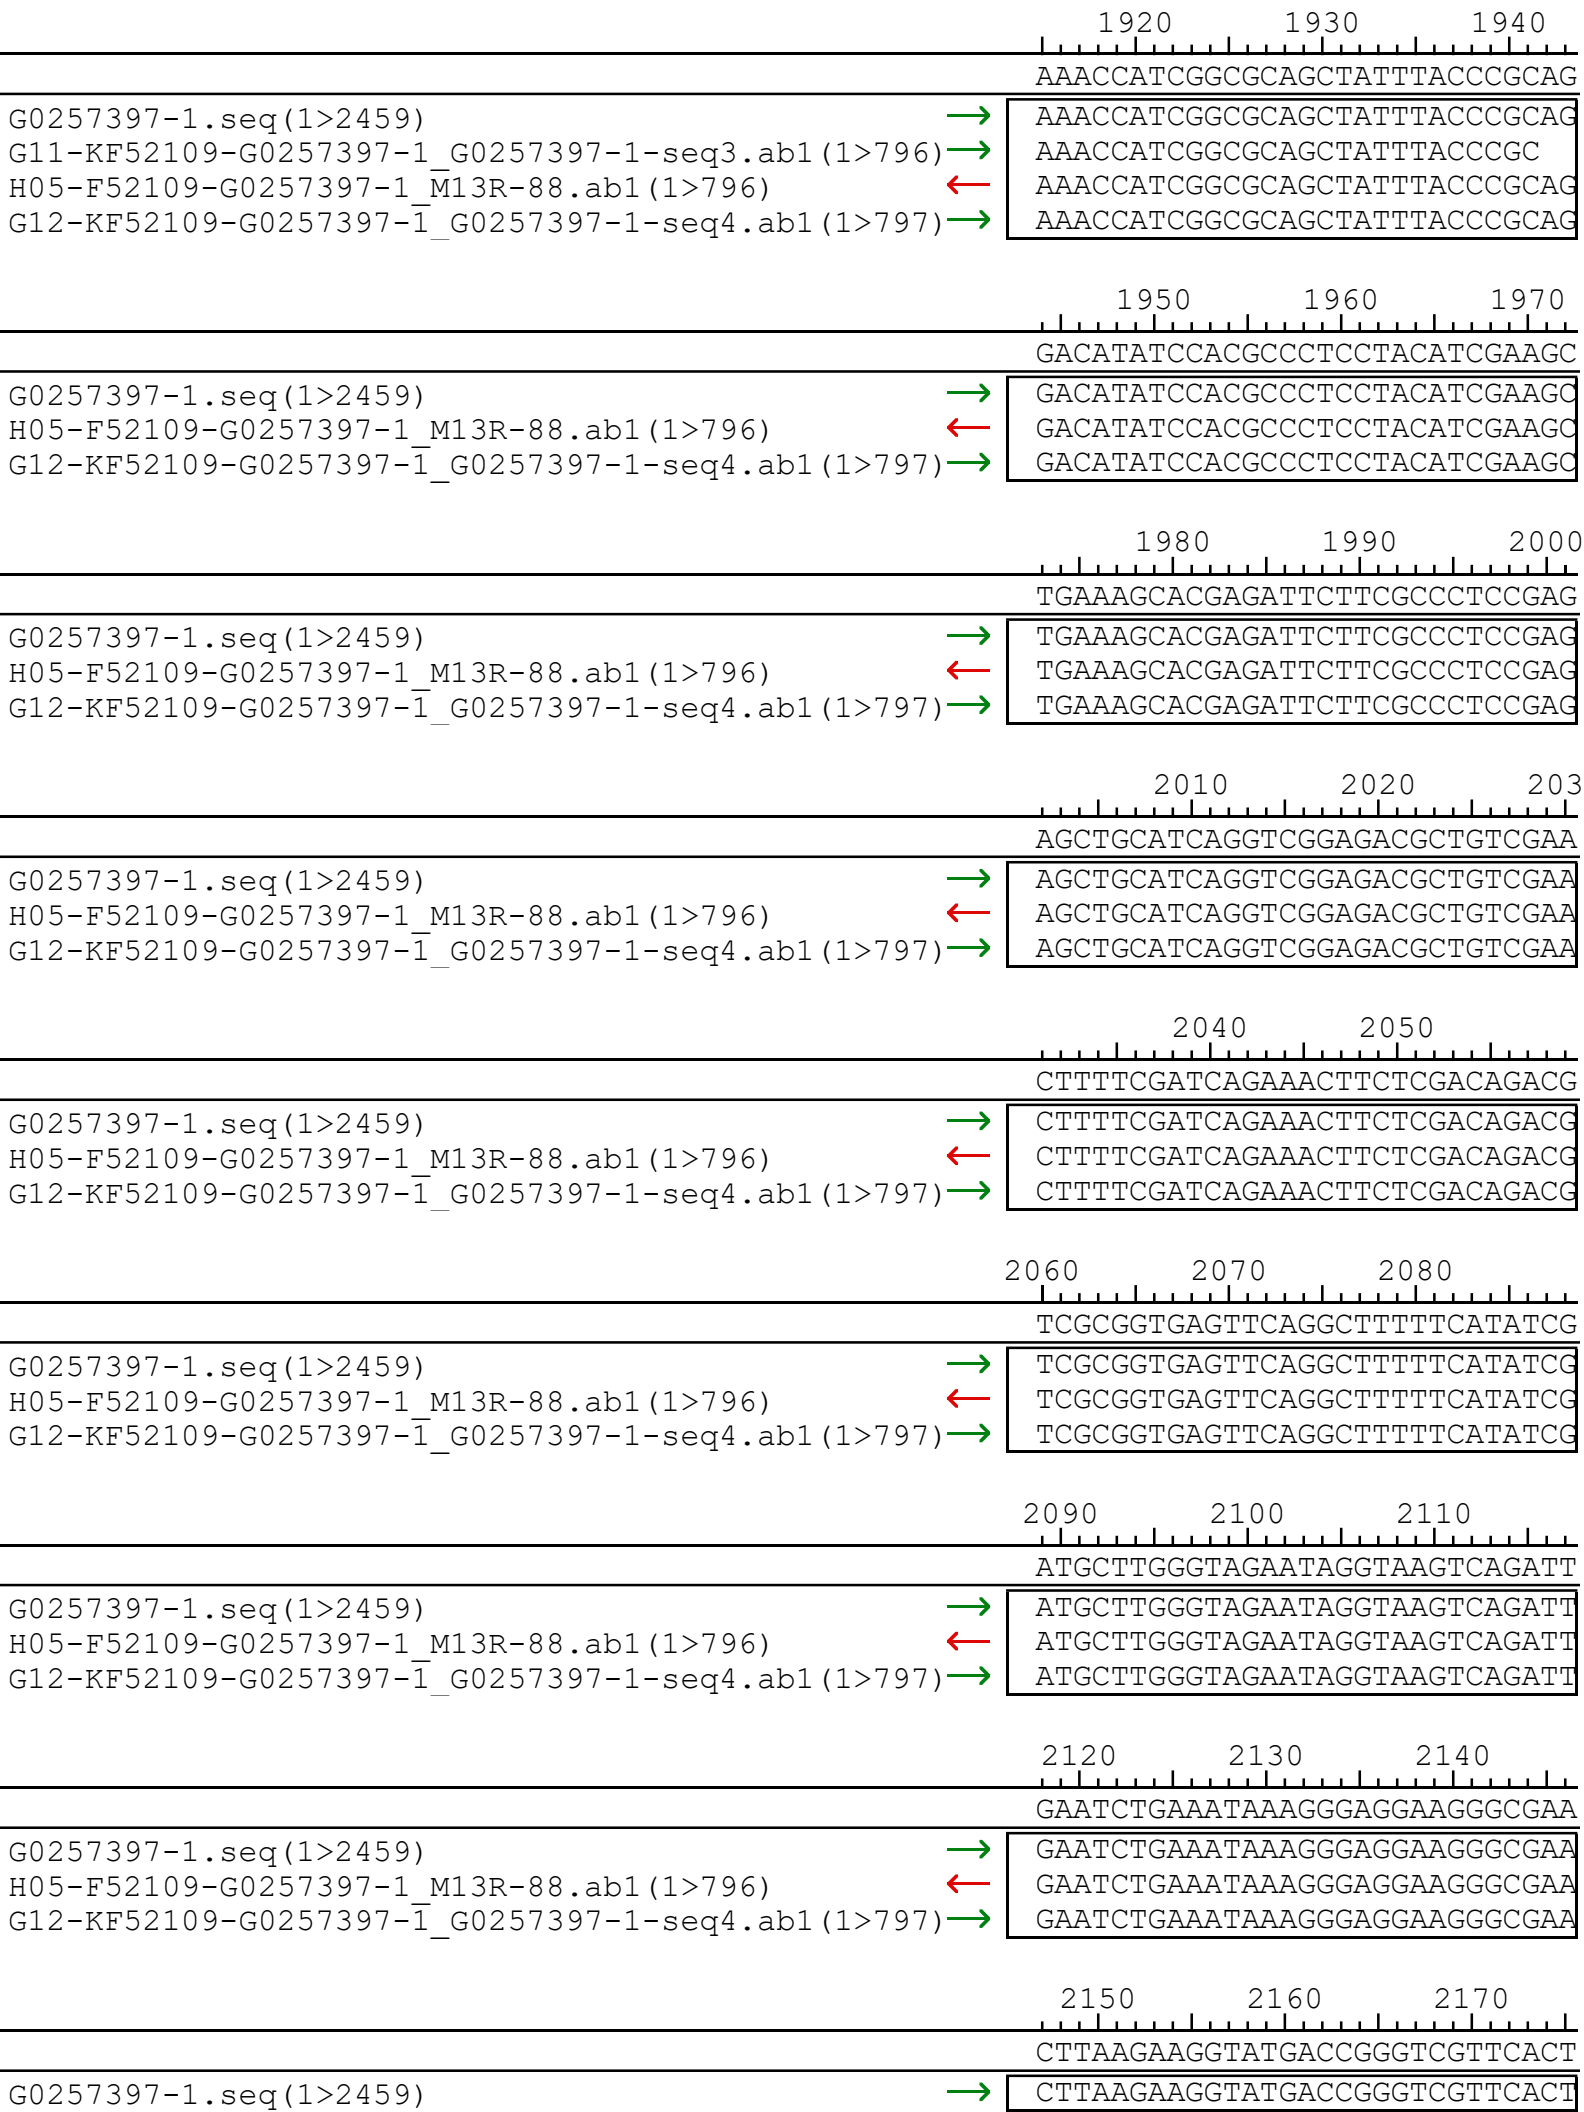 1920 1930 1940
AAACCATCGGCGCAGCTATTTACCCGCAG
G0257397-1.seq(1>2459) → AAACCATCGGCGCAGCTATTTACCCGCAG
G11-KF52109-G0257397-1_G0257397-1-seq3.ab1(1>796) → AAACCATCGGCGCAGCTATTTACCCGC
H05-F52109-G0257397-1_M13R-88.ab1(1>796) ← AAACCATCGGCGCAGCTATTTACCCGCAG
G12-KF52109-G0257397-1_G0257397-1-seq4.ab1(1>797) → AAACCATCGGCGCAGCTATTTACCCGCAG
1950 1960 1970
GACATATCCACGCCCTCCTACATCGAAGC
G0257397-1.seq(1>2459) → GACATATCCACGCCCTCCTACATCGAAGC
H05-F52109-G0257397-1_M13R-88.ab1(1>796) ← GACATATCCACGCCCTCCTACATCGAAGC
G12-KF52109-G0257397-1_G0257397-1-seq4.ab1(1>797) → GACATATCCACGCCCTCCTACATCGAAGC
1980 1990 2000
TGAAAGCACGAGATTCTTCGCCCTCCGAG
G0257397-1.seq(1>2459) → TGAAAGCACGAGATTCTTCGCCCTCCGAG
H05-F52109-G0257397-1_M13R-88.ab1(1>796) ← TGAAAGCACGAGATTCTTCGCCCTCCGAG
G12-KF52109-G0257397-1_G0257397-1-seq4.ab1(1>797) → TGAAAGCACGAGATTCTTCGCCCTCCGAG
2010 2020 203
AGCTGCATCAGGTCGGAGACGCTGTCGAA
G0257397-1.seq(1>2459) → AGCTGCATCAGGTCGGAGACGCTGTCGAA
H05-F52109-G0257397-1_M13R-88.ab1(1>796) ← AGCTGCATCAGGTCGGAGACGCTGTCGAA
G12-KF52109-G0257397-1_G0257397-1-seq4.ab1(1>797) → AGCTGCATCAGGTCGGAGACGCTGTCGAA
2040 2050
CTTTTCGATCAGAAACTTCTCGACAGACG
G0257397-1.seq(1>2459) → CTTTTCGATCAGAAACTTCTCGACAGACG
H05-F52109-G0257397-1_M13R-88.ab1(1>796) ← CTTTTCGATCAGAAACTTCTCGACAGACG
G12-KF52109-G0257397-1_G0257397-1-seq4.ab1(1>797) → CTTTTCGATCAGAAACTTCTCGACAGACG
2060 2070 2080
TCGCGGTGAGTTCAGGCTTTTTCATATCG
G0257397-1.seq(1>2459) → TCGCGGTGAGTTCAGGCTTTTTCATATCG
H05-F52109-G0257397-1_M13R-88.ab1(1>796) ← TCGCGGTGAGTTCAGGCTTTTTCATATCG
G12-KF52109-G0257397-1_G0257397-1-seq4.ab1(1>797) → TCGCGGTGAGTTCAGGCTTTTTCATATCG
2090 2100 2110
ATGCTTGGGTAGAATAGGTAAGTCAGATT
G0257397-1.seq(1>2459) → ATGCTTGGGTAGAATAGGTAAGTCAGATT
H05-F52109-G0257397-1_M13R-88.ab1(1>796) ← ATGCTTGGGTAGAATAGGTAAGTCAGATT
G12-KF52109-G0257397-1_G0257397-1-seq4.ab1(1>797) → ATGCTTGGGTAGAATAGGTAAGTCAGATT
2120 2130 2140
GAATCTGAAATAAAGGGAGGAAGGGCGAA
G0257397-1.seq(1>2459) → GAATCTGAAATAAAGGGAGGAAGGGCGAA
H05-F52109-G0257397-1_M13R-88.ab1(1>796) ← GAATCTGAAATAAAGGGAGGAAGGGCGAA
G12-KF52109-G0257397-1_G0257397-1-seq4.ab1(1>797) → GAATCTGAAATAAAGGGAGGAAGGGCGAA
2150 2160 2170
CTTAAGAAGGTATGACCGGGTCGTTCACT
G0257397-1.seq(1>2459) → CTTAAGAAGGTATGACCGGGTCGTTCACT